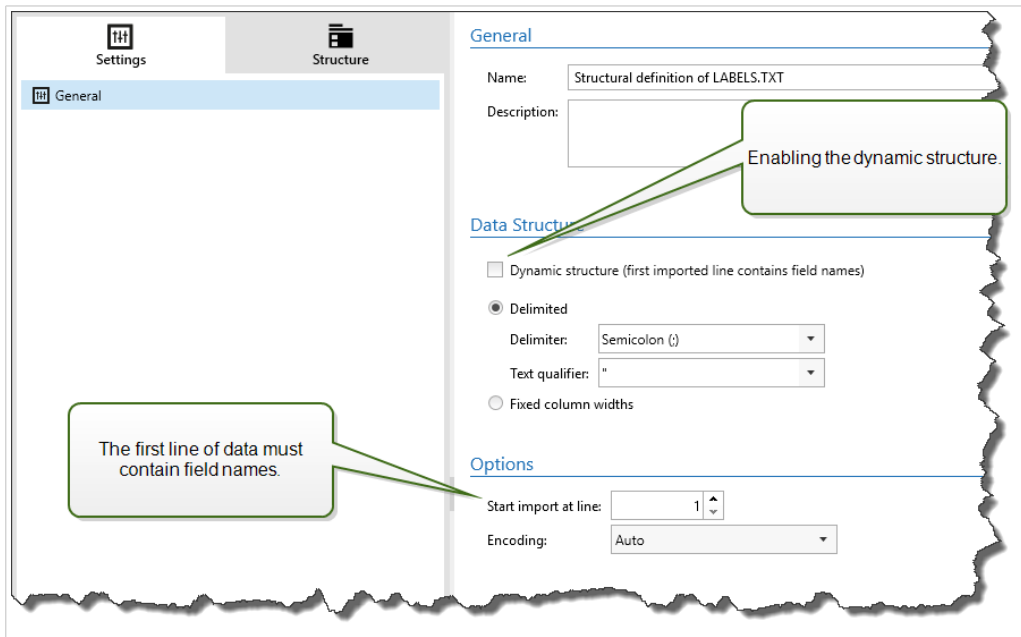 Settings
Structure
General
General
Name:
Structural definition of LABELS.TXT
Description:
Enabling the dynamic structure.
Data Structure
Dynamic structure (first imported line contains field names)
Delimited
Delimiter:
Semicolon (;)
Text qualifier:
"
Fixed column widths
The first line of data must
contain field names.
Options
Start import at line:
1
Encoding:
Auto